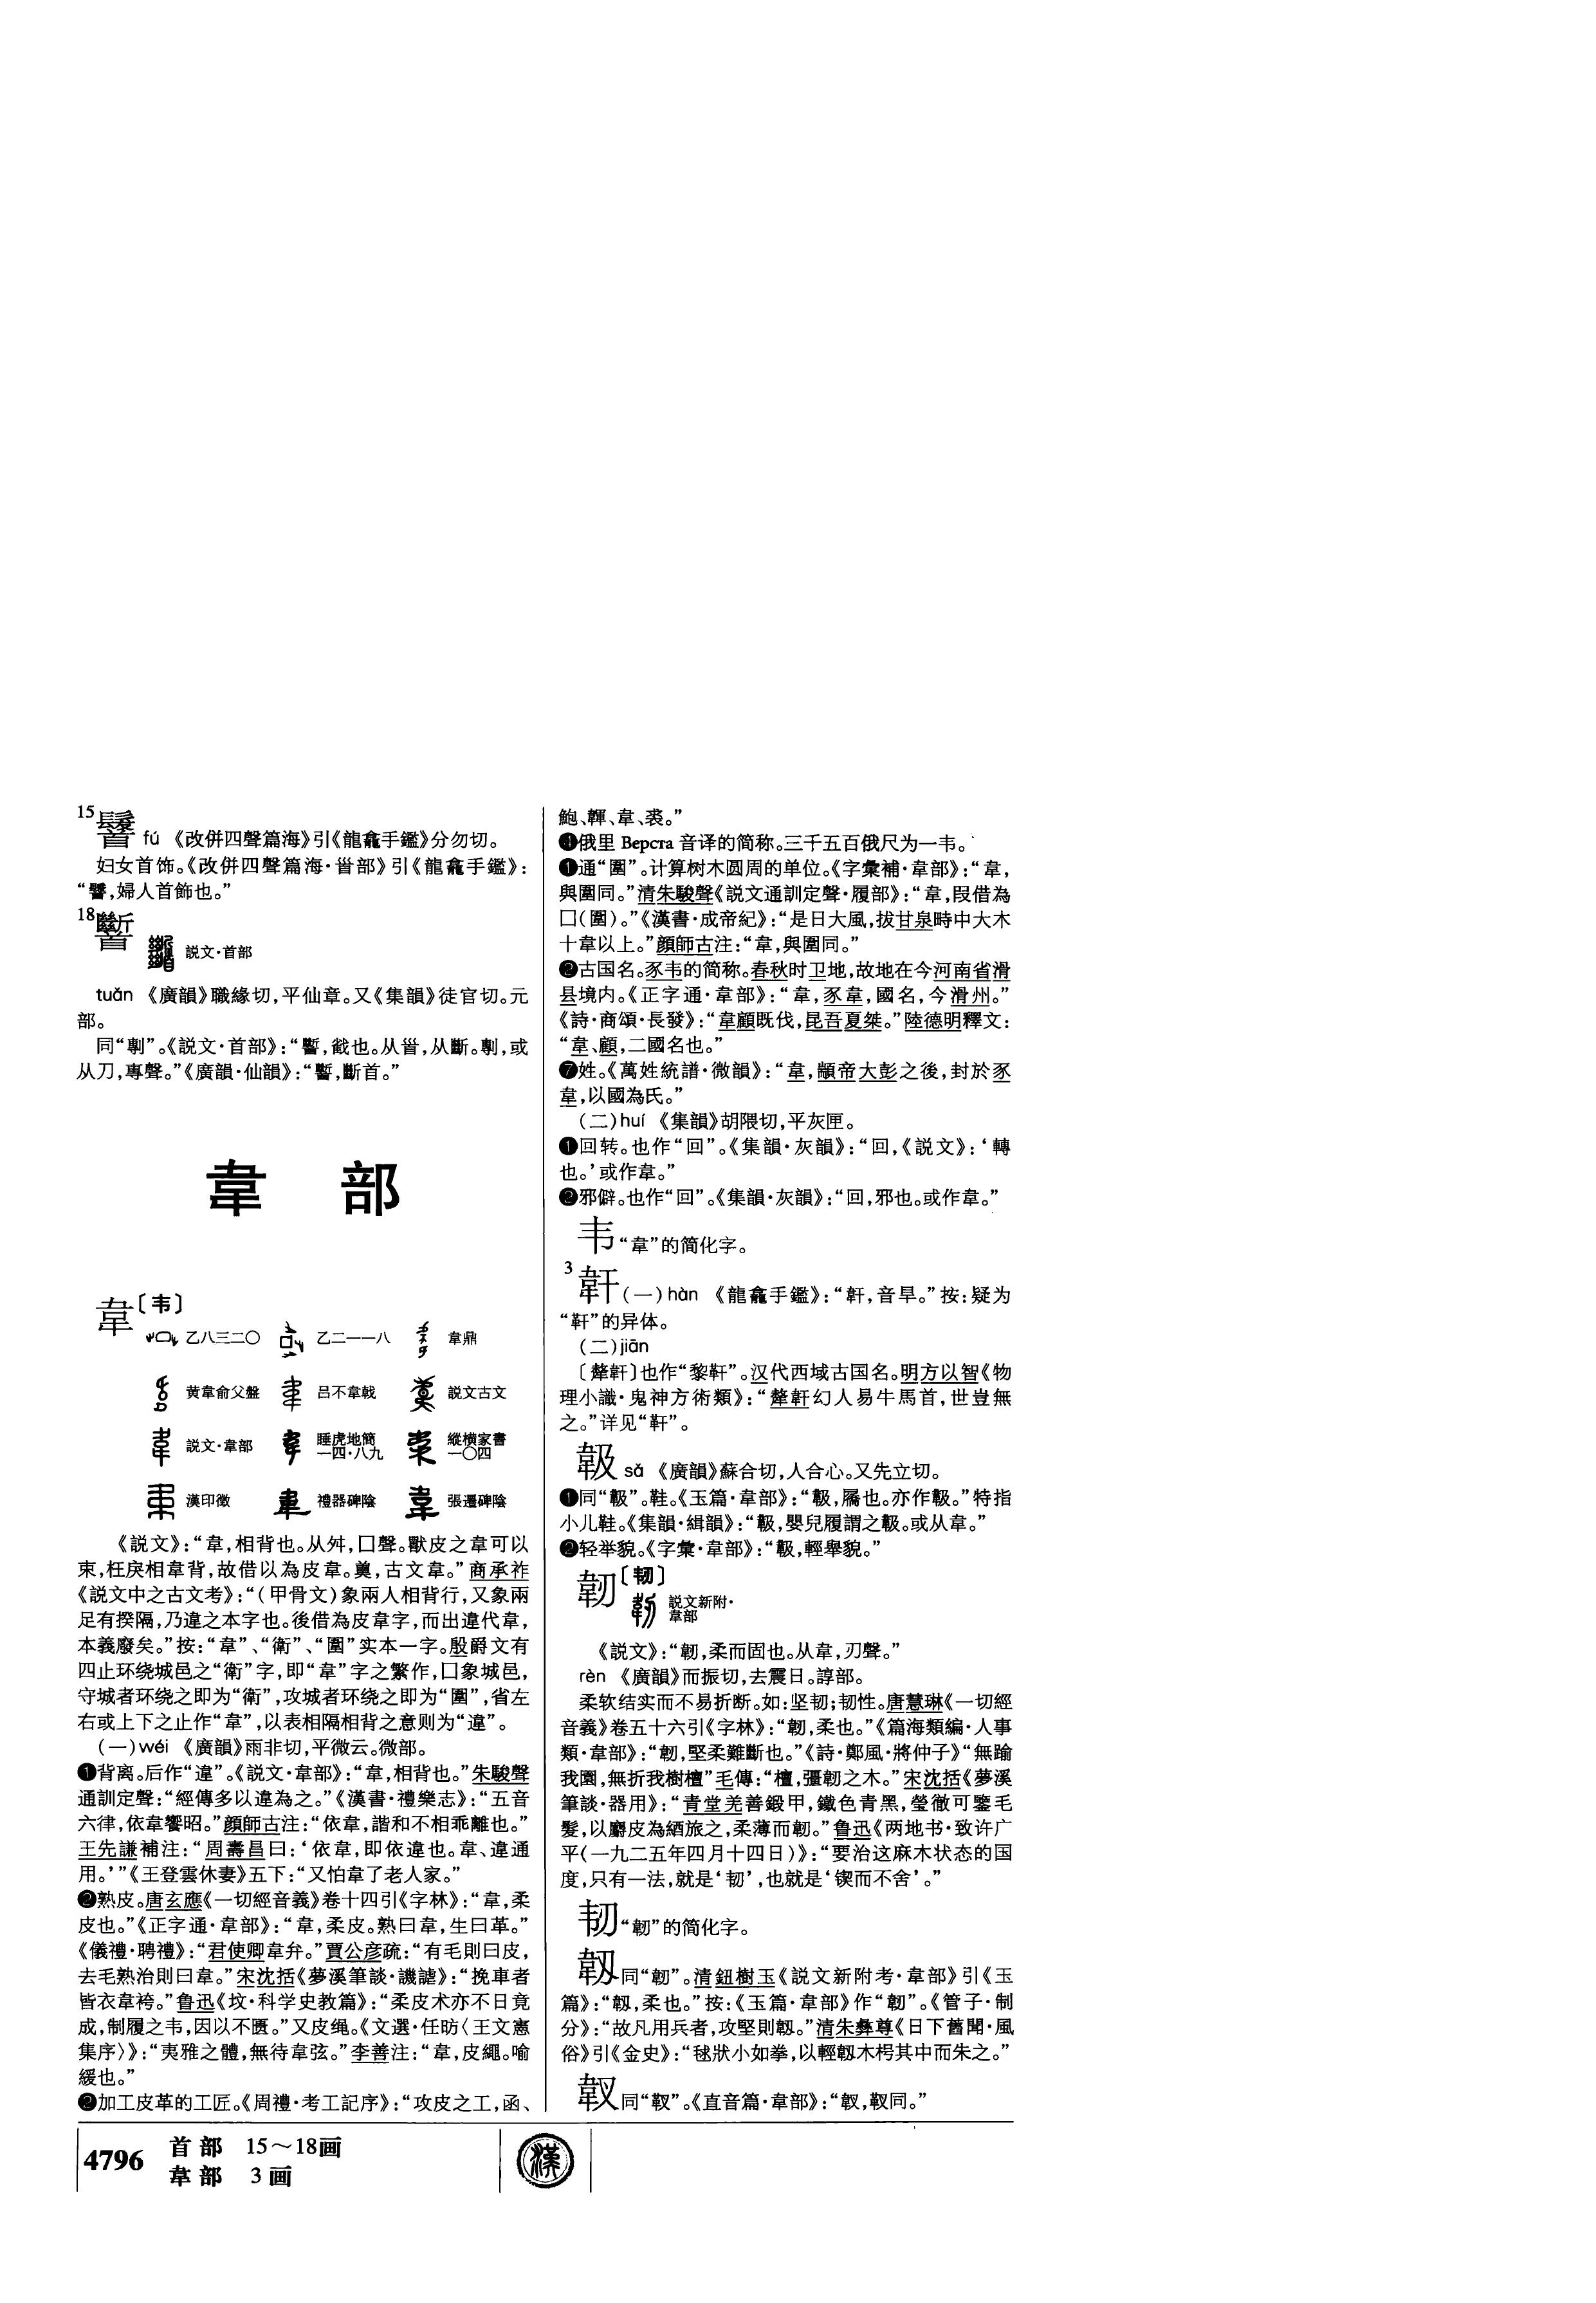 15
fú 《改併四聲篇海》引《龍龕手鑑》分勿切。
妇女首饰。《改併四聲篇海·𩠐部》引《龍龕手鑑》:
“,婦人首飾也。”
18
説文·首部
tuǎn 《廣韻》職緣切,平仙章。又《集韻》徒官切。元
部。
同“剸”。《説文·首部》:“,㦸也。从𩠐,从斷。剸,或
从刀,專聲。”《廣韻·仙韻》:“,斷首。”
韋 部
韋〔韦〕
乙八三二〇 乙二一一八 韋鼎
黄韋俞父盤 吕不韋戟 説文古文
説文·韋部 睡虎地簡一四·八九 縱横家書一〇四
漢印徵 禮器碑陰 張遷碑陰
《説文》:“韋,相背也。从舛,囗聲。獸皮之韋可以
束,枉戾相韋背,故借以為皮韋。,古文韋。”商承祚
《説文中之古文考》:“(甲骨文)象兩人相背行,又象兩
足有揆隔,乃違之本字也。後借為皮韋字,而出違代韋,
本義廢矣。”按:“韋”、“衛”、“圍”实本一字。殷爵文有
四止环绕城邑之“衛”字,即“韋”字之繁作,囗象城邑,
守城者环绕之即为“衛”,攻城者环绕之即为“圍”,省左
右或上下之止作“韋”,以表相隔相背之意则为“違”。
(一)wéi 《廣韻》雨非切,平微云。微部。
❶背离。后作“違”。《説文·韋部》:“韋,相背也。”朱駿聲
通訓定聲:“經傳多以違為之。”《漢書·禮樂志》:“五音
六律,依韋饗昭。”顔師古注:“依韋,諧和不相乖離也。”
王先謙補注:“周壽昌曰:‘依韋,即依違也。韋、違通
用。’”《王登雲休妻》五下:“又怕韋了老人家。”
❷熟皮。唐玄應《一切經音義》卷十四引《字林》:“韋,柔
皮也。”《正字通·韋部》:“韋,柔皮。熟曰韋,生曰革。”
《儀禮·聘禮》:“君使卿韋弁。”賈公彦疏:“有毛則曰皮,
去毛熟治則曰韋。”宋沈括《夢溪筆談·譏謔》:“挽車者
皆衣韋袴。”鲁迅《坟·科学史教篇》:“柔皮术亦不日竟
成,制履之韦,因以不匮。”又皮绳。《文選·任昉〈王文憲
集序〉》:“夷雅之體,無待韋弦。”李善注:“韋,皮繩。喻
緩也。”
❷加工皮革的工匠。《周禮·考工記序》:“攻皮之工,函、
鮑、韗、韋、裘。”
❹俄里 Верста 音译的简称。三千五百俄尺为一韦。
❶通“圍”。计算树木圆周的单位。《字彙補·韋部》:“韋,
與圍同。”清朱駿聲《説文通訓定聲·履部》:“韋,叚借為
囗(圍)。”《漢書·成帝紀》:“是日大風,拔甘泉時中大木
十韋以上。”顔師古注:“韋,與圍同。”
❷古国名。豕韦的简称。春秋时卫地,故地在今河南省滑
县境内。《正字通·韋部》:“韋,豕韋,國名,今滑州。”
《詩·商頌·長發》:“韋顧既伐,昆吾夏桀。”陸德明釋文:
“韋、顧,二國名也。”
❼姓。《萬姓統譜·微韻》:“韋,顓帝大彭之後,封於豕
韋,以國為氏。”
(二)huí 《集韻》胡隈切,平灰匣。
❶回转。也作“回”。《集韻·灰韻》:“回,《説文》:‘轉
也。’或作韋。”
❷邪僻。也作“回”。《集韻·灰韻》:“回,邪也。或作韋。”
韦“韋”的简化字。
3
䩑(一)hàn 《龍龕手鑑》:“,音旱。”按:疑为
“靬”的异体。
(二)jiān
〔犛〕也作“黎靬”。汉代西域古国名。明方以智《物
理小識·鬼神方術類》:“犛幻人易牛馬首,世豈無
之。”详见“靬”。
sǎ 《廣韻》蘇合切,入合心。又先立切。
❶同“靸”。鞋。《玉篇·韋部》:“,屩也。亦作靸。”特指
小儿鞋。《集韻·緝韻》:“靸,嬰兒履謂之靸。或从韋。”
❷轻举貌。《字彙·韋部》:“,輕舉貌。”
韌〔韧〕
説文新附·韋部
《説文》:“韌,柔而固也。从韋,刃聲。”
rèn 《廣韻》而振切,去震日。諄部。
柔软结实而不易折断。如:坚韧;韧性。唐慧琳《一切經
音義》卷五十六引《字林》:“韌,柔也。”《篇海類編·人事
類·韋部》:“韌,堅柔難斷也。”《詩·鄭風·將仲子》“無踰
我園,無折我樹檀”毛傳:“檀,彊韌之木。”宋沈括《夢溪
筆談·器用》:“青堂羌善鍛甲,鐵色青黑,瑩徹可鑒毛
髮,以麝皮為綇旅之,柔薄而韌。”鲁迅《两地书·致许广
平(一九二五年四月十四日)》:“要治这麻木状态的国
度,只有一法,就是‘韧’,也就是‘锲而不舍’。”
韧“韌”的简化字。
同“韌”。清鈕樹玉《説文新附考·韋部》引《玉
篇》:“,柔也。”按:《玉篇·韋部》作“韌”。《管子·制
分》:“故凡用兵者,攻堅則。”清朱彝尊《日下舊聞·風
俗》引《金史》:“毬狀小如拳,以輕木枵其中而朱之。”
同“靫”。《直音篇·韋部》:“,靫同。”
4796 首部 15～18画
韋部 3画
漢